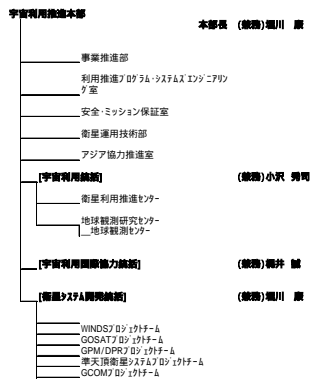 宇宙利用推進本部
本部長 (兼務)堀川 康
事業推進部
利用推進プログラム・システムズエンジニアリン
グ室
安全・ミッション保証室
衛星運用技術部
アジア協力推進室
[宇宙利用統括] (兼務)小沢 秀司
衛星利用推進センター
地球観測研究センター
地球観測センター
[宇宙利用国際協力統括] (兼務)桝井 誠
[衛星システム開発統括] (兼務)堀川 康
WINDSプロジェクトチーム
GOSATプロジェクトチーム
GPM/DPRプロジェクトチーム
準天頂衛星システムプロジェクトチーム
GCOMプロジェクトチーム